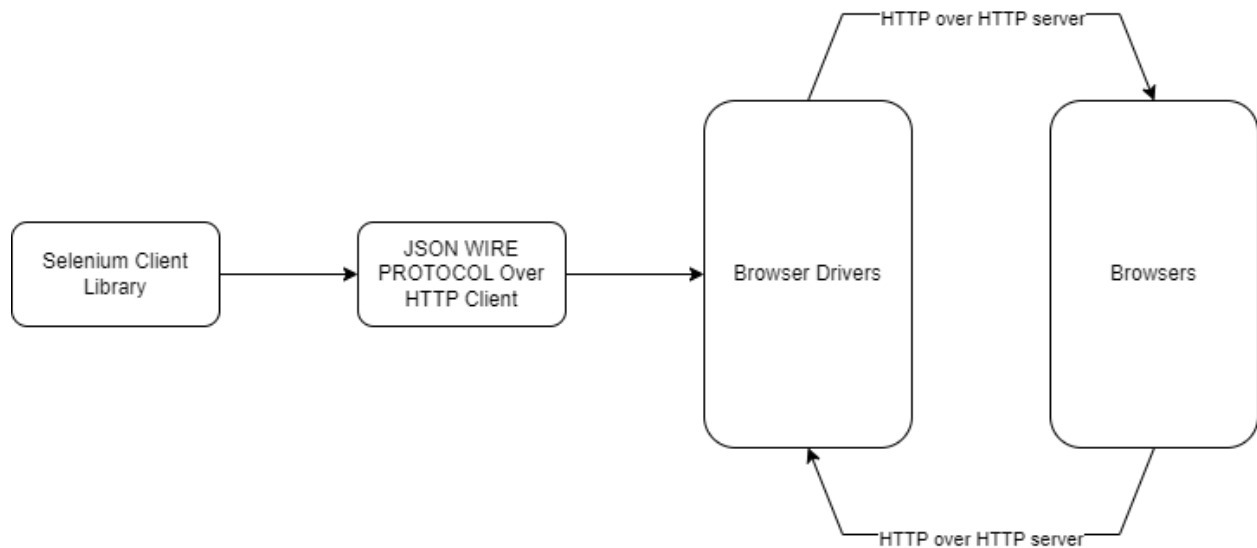 HTTP over HTTP server
Selenium Client
Library
JSON WIRE
PROTOCOL Over
HTTP Client
Browser Drivers
Browsers
HTTP over HTTP server